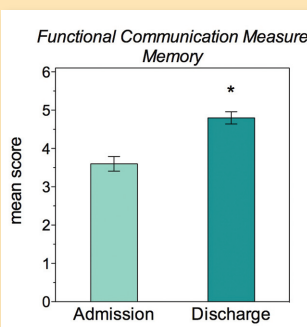 Functional Communication Measure
Memory
6
5
4
3
2
1
0
mean score
*
Admission
Discharge